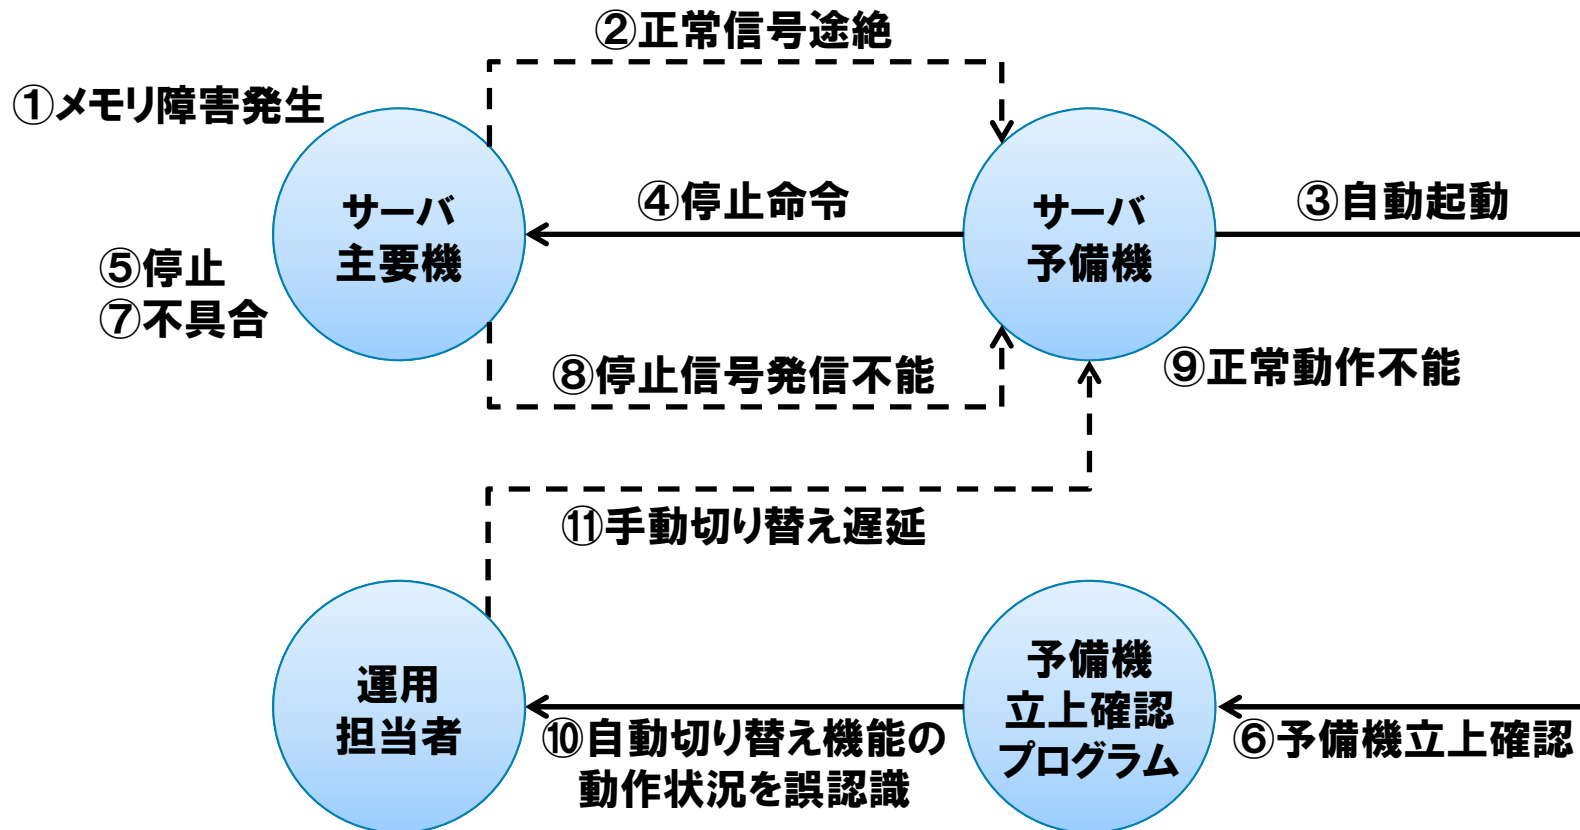 ②正常信号途絶
①メモリ障害発生
サーバ
主要機
④停止命令
サーバ
予備機
③自動起動
⑤停止
⑦不具合
⑧停止信号発信不能
⑨正常動作不能
⑪手動切り替え遅延
運用
担当者
⑩自動切り替え機能の
動作状況を誤認識
予備機
立上確認
プログラム
⑥予備機立上確認